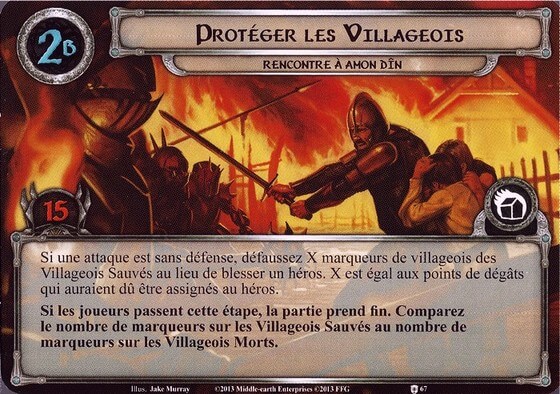 2B
PROTÉGER LES VILLAGEOIS
RENCONTRE À AMON DÎN
15
Si une attaque est sans défense, défaussez X marqueurs de villageois des
Villageois Sauvés au lieu de blesser un héros. X est égal aux points de dégâts
qui auraient dû être assignés au héros.
Si les joueurs passent cette étape, la partie prend fin. Comparez
le nombre de marqueurs sur les Villageois Sauvés au nombre de
marqueurs sur les Villageois Morts.
Illus. Jake Murray ©2013 Middle-earth Enterprises ©2013 FFG 67